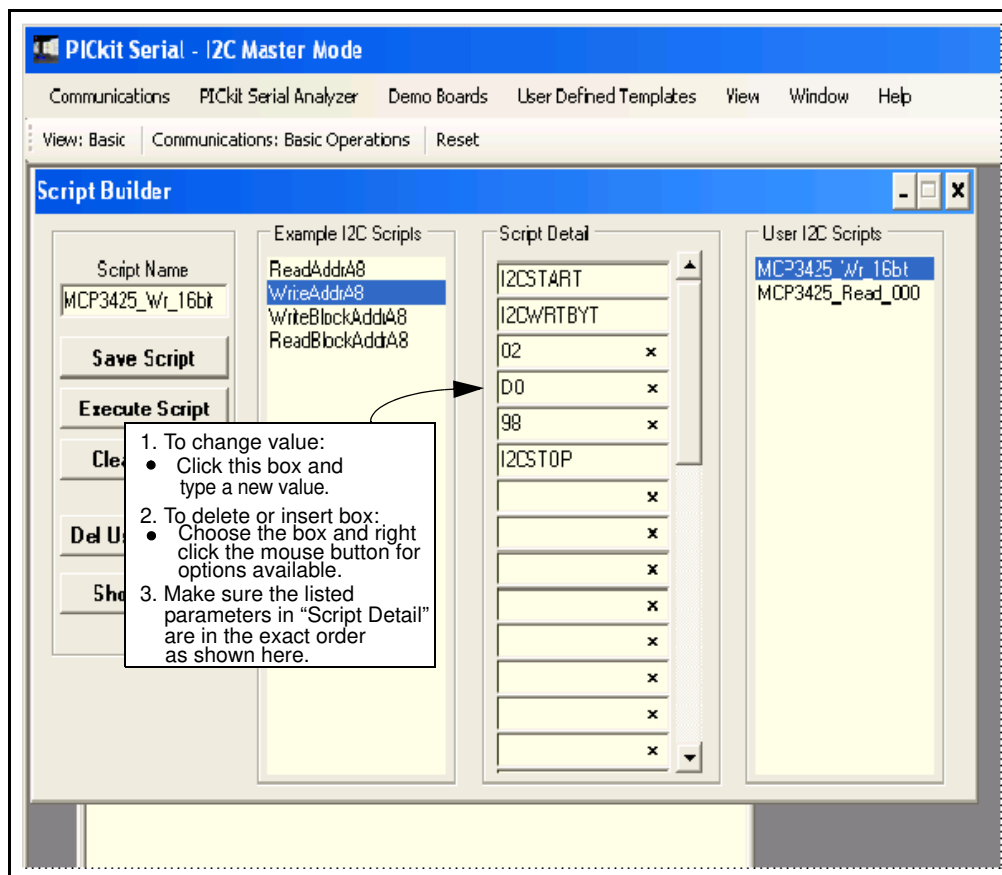 PICkit Serial - I2C Master Mode
Communications PICkit Serial Analyzer Demo Boards User Defined Templates View Window Help
View: Basic Communications: Basic Operations Reset
Script Builder
Script Name
MCP3425_Wr_16bit
Save Script
Execute Script
Del U
Sho
Example I2C Scripts
ReadAddrA8
WriteAddrA8
WriteBlockAddrA8
ReadBlockAddrA8
Script Detail
I2CSTART
I2CWRTBYT
02 x
D0 x
98 x
I2CSTOP
x
x
x
x
x
x
x
x
User I2C Scripts
MCP3425_Wr_16bit
MCP3425_Read_000
1. To change value:
• Click this box and
type a new value.
2. To delete or insert box:
• Choose the box and right
click the mouse button for
options available.
3. Make sure the listed
parameters in “Script Detail”
are in the exact order
as shown here.